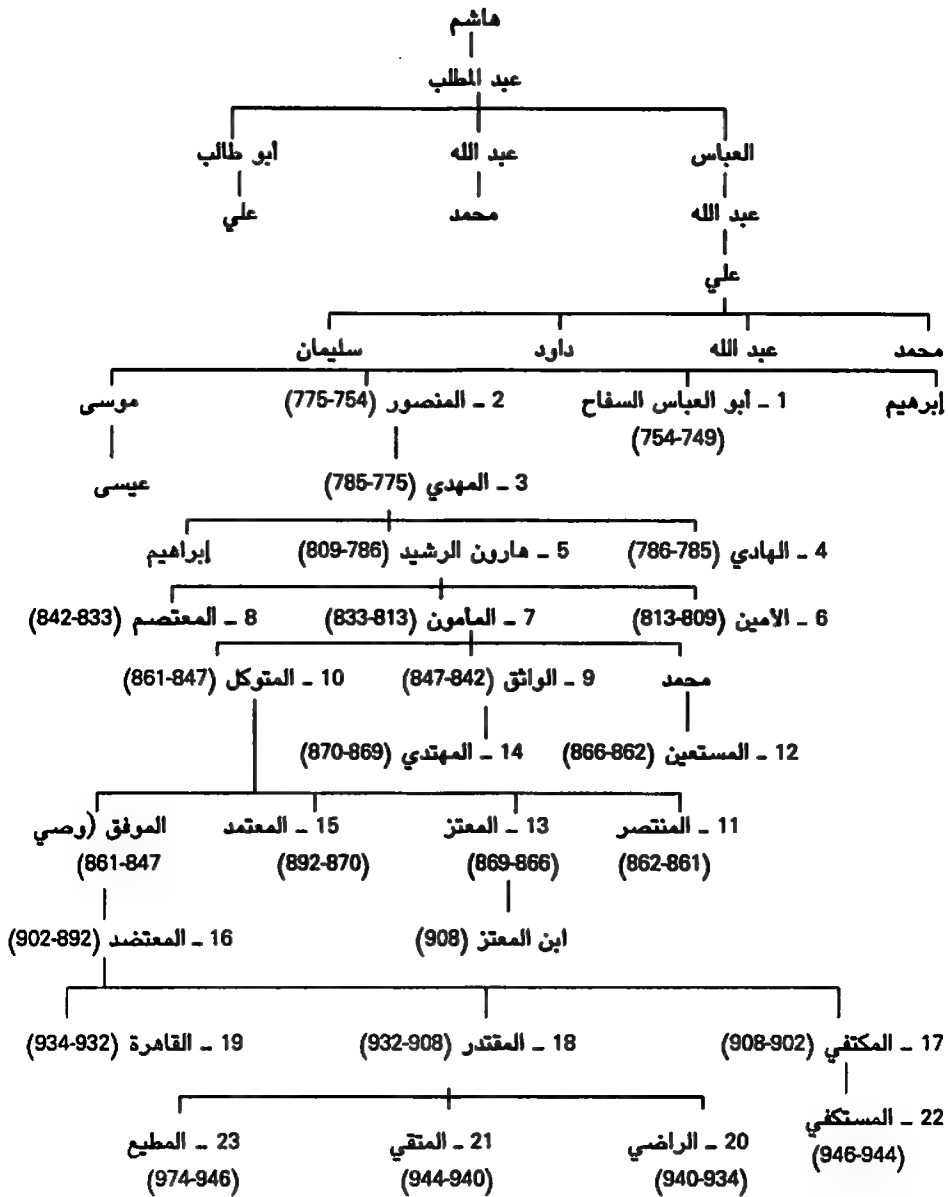 هاشم
عبد المطلب
العباس عبد الله أبو طالب
عبد الله محمد علي
علي
محمد عبد الله داود سليمان
إبرهيم 1 ـ أبو العباس السفاح 2 ـ المنصور (754-775) موسى
(749-754)
3 ـ المهدي (775-785) عيسى
4 ـ الهادي (785-786) 5 ـ هارون الرشيد (786-809) إبراهيم
6 ـ الأمين (809-813) 7 ـ المأمون (813-833) 8 ـ المعتصم (833-842)
محمد 9 ـ الواثق (842-847) 10 ـ المتوكل (847-861)
12 ـ المستعين (862-866) 14 ـ المهتدي (869-870)
11 ـ المنتصر 13 ـ المعتز 15 ـ المعتمد الموفق (وصي
(861-862) (866-869) (870-892) 847-861)
ابن المعتز (908) 16 ـ المعتضد (892-902)
17 ـ المكتفي (902-908) 18 ـ المقتدر (908-932) 19 ـ القاهرة (932-934)
22 ـ المستكفي
(944-946)
20 ـ الراضي 21 ـ المتقي 23 ـ المطيع
(934-940) (940-944) (946-974)